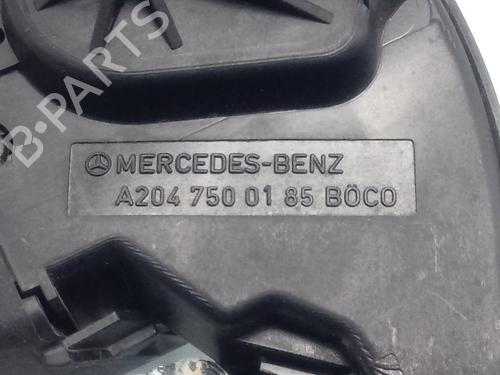 B-PARTS
MERCEDES-BENZ
A204 750 01 85 BÖCO